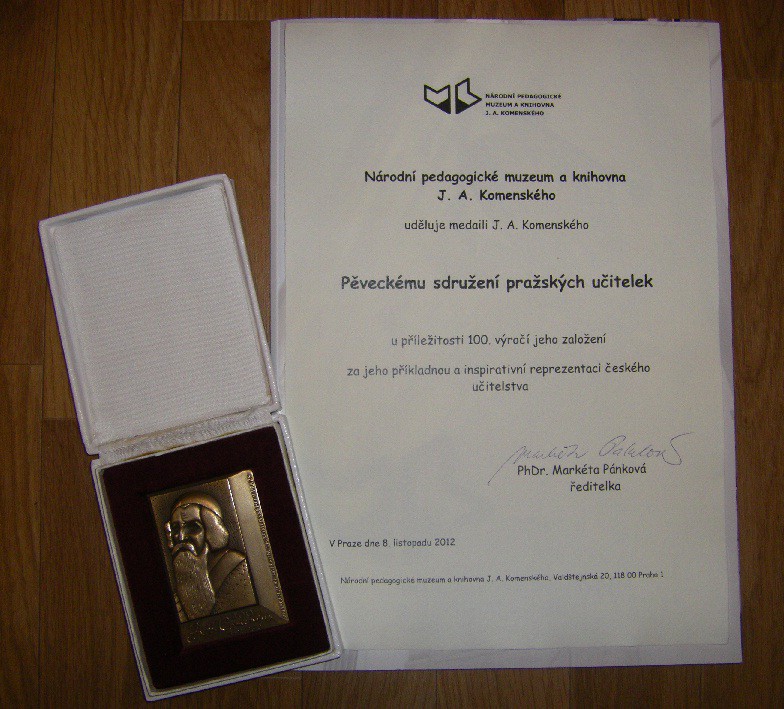 NÁRODNÍ PEDAGOGICKÉ
MUZEUM A KNIHOVNA
J. A. KOMENSKÉHO
Národní pedagogické muzeum a knihovna
J. A. Komenského
uděluje medaili J. A. Komenského
Pěveckému sdružení pražských učitelek
u příležitosti 100. výročí jeho založení
za jeho příkladnou a inspirativní reprezentaci českého
učitelstva
PhDr. Markéta Pánková
ředitelka
V Praze dne 8. listopadu 2012
Národní pedagogické muzeum a knihovna J. A. Komenského, Valdštejnská 20, 118 00 Praha 1